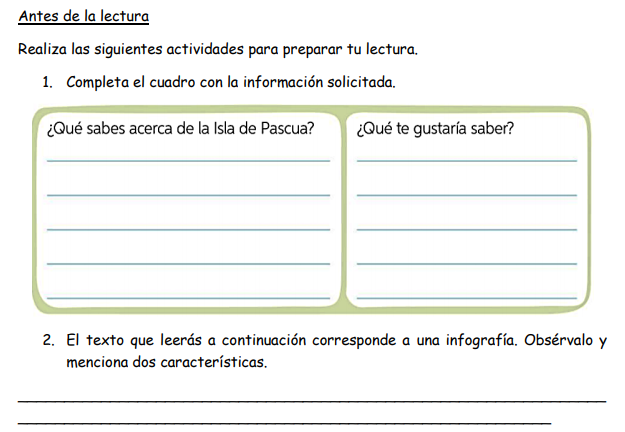 Antes de la lectura
Realiza las siguientes actividades para preparar tu lectura.
1. Completa el cuadro con la información solicitada.
¿Qué sabes acerca de la Isla de Pascua?
¿Qué te gustaría saber?
2. El texto que leerás a continuación corresponde a una infografía. Obsérvalo y
menciona dos características.